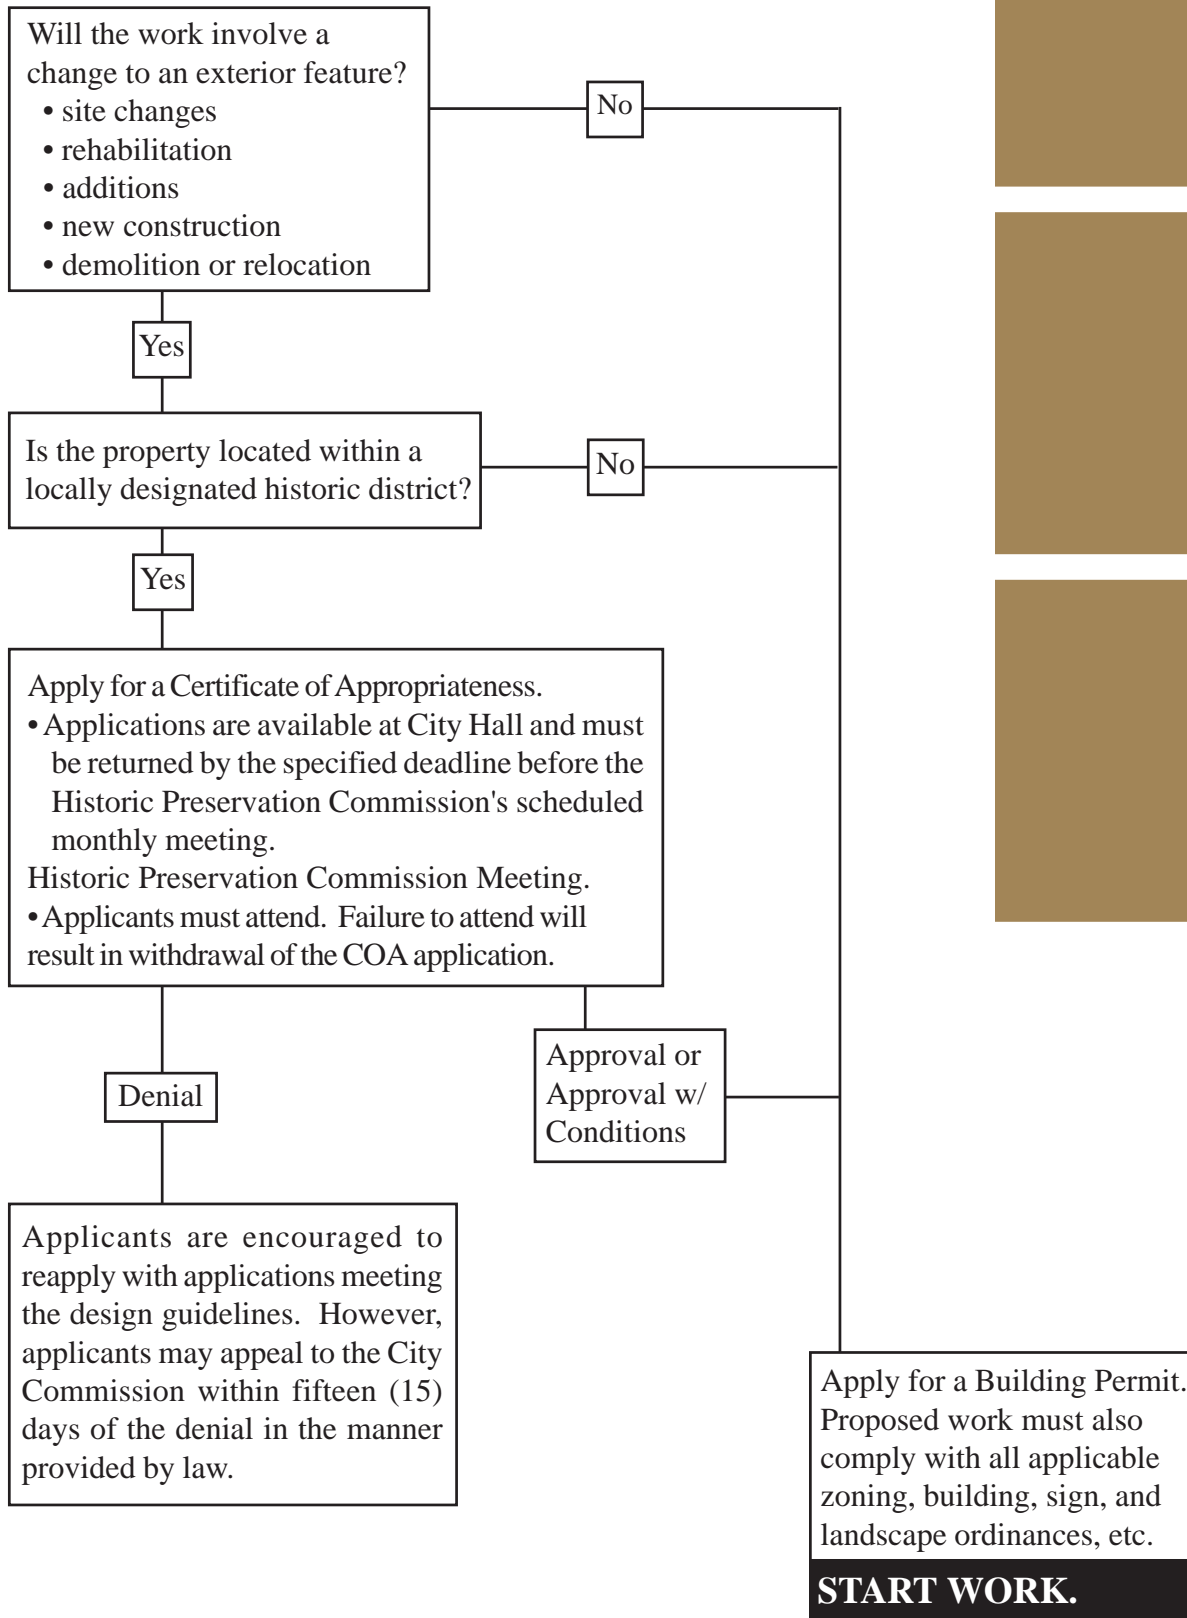 Will the work involve a
change to an exterior feature?
• site changes
• rehabilitation
• additions
• new construction
• demolition or relocation
No
Yes
Is the property located within a
locally designated historic district?
No
Yes
Apply for a Certificate of Appropriateness.
• Applications are available at City Hall and must
be returned by the specified deadline before the
Historic Preservation Commission's scheduled
monthly meeting.
Historic Preservation Commission Meeting.
• Applicants must attend. Failure to attend will
result in withdrawal of the COA application.
Denial
Approval or
Approval w/
Conditions
Applicants are encouraged to
reapply with applications meeting
the design guidelines. However,
applicants may appeal to the City
Commission within fifteen (15)
days of the denial in the manner
provided by law.
Apply for a Building Permit.
Proposed work must also
comply with all applicable
zoning, building, sign, and
landscape ordinances, etc.
START WORK.